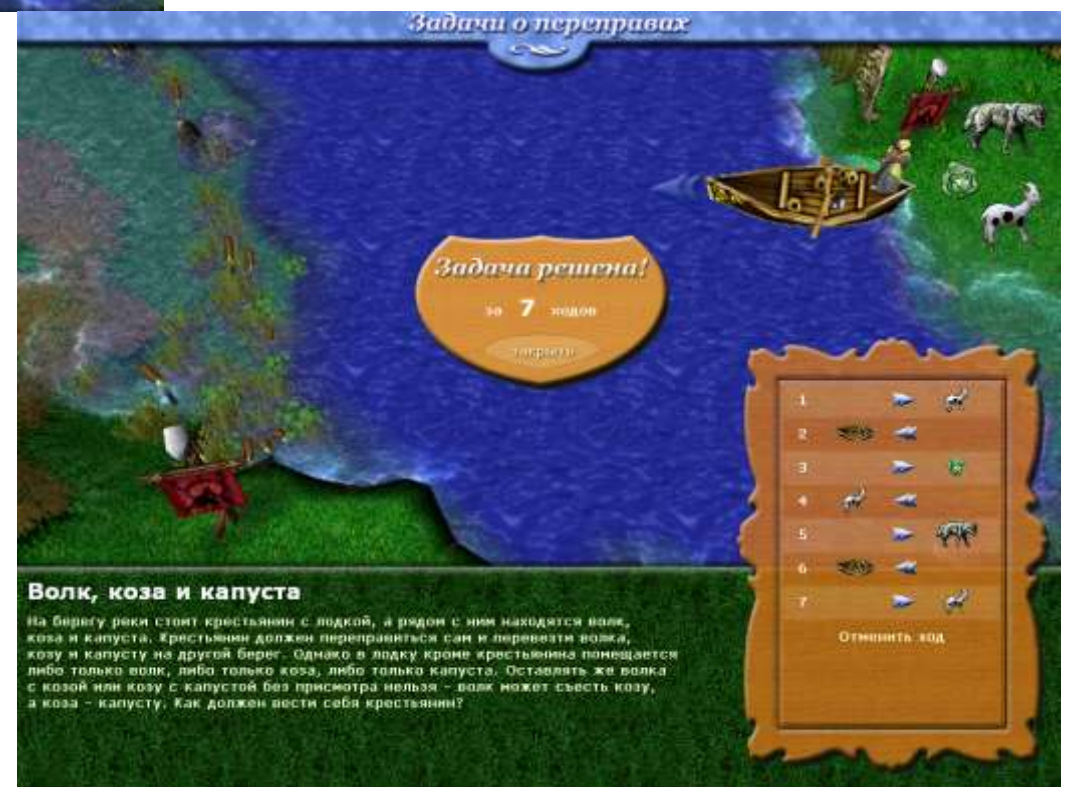 Задачи о переправах
Задача решена!
за 7 ходов
закрыть
1
2
3
4
5
6
7
Отменить ход
Волк, коза и капуста
На берегу реки стоит крестьянин с лодкой, а рядом с ним находятся волк,
коза и капуста. Крестьянин должен переправиться сам и перевезти волка,
козу и капусту на другой берег. Однако в лодку кроме крестьянина помещается
либо только волк, либо только коза, либо только капуста. Оставлять же волка
с козой или козу с капустой без присмотра нельзя – волк может съесть козу,
а коза – капусту. Как должен вести себя крестьянин?